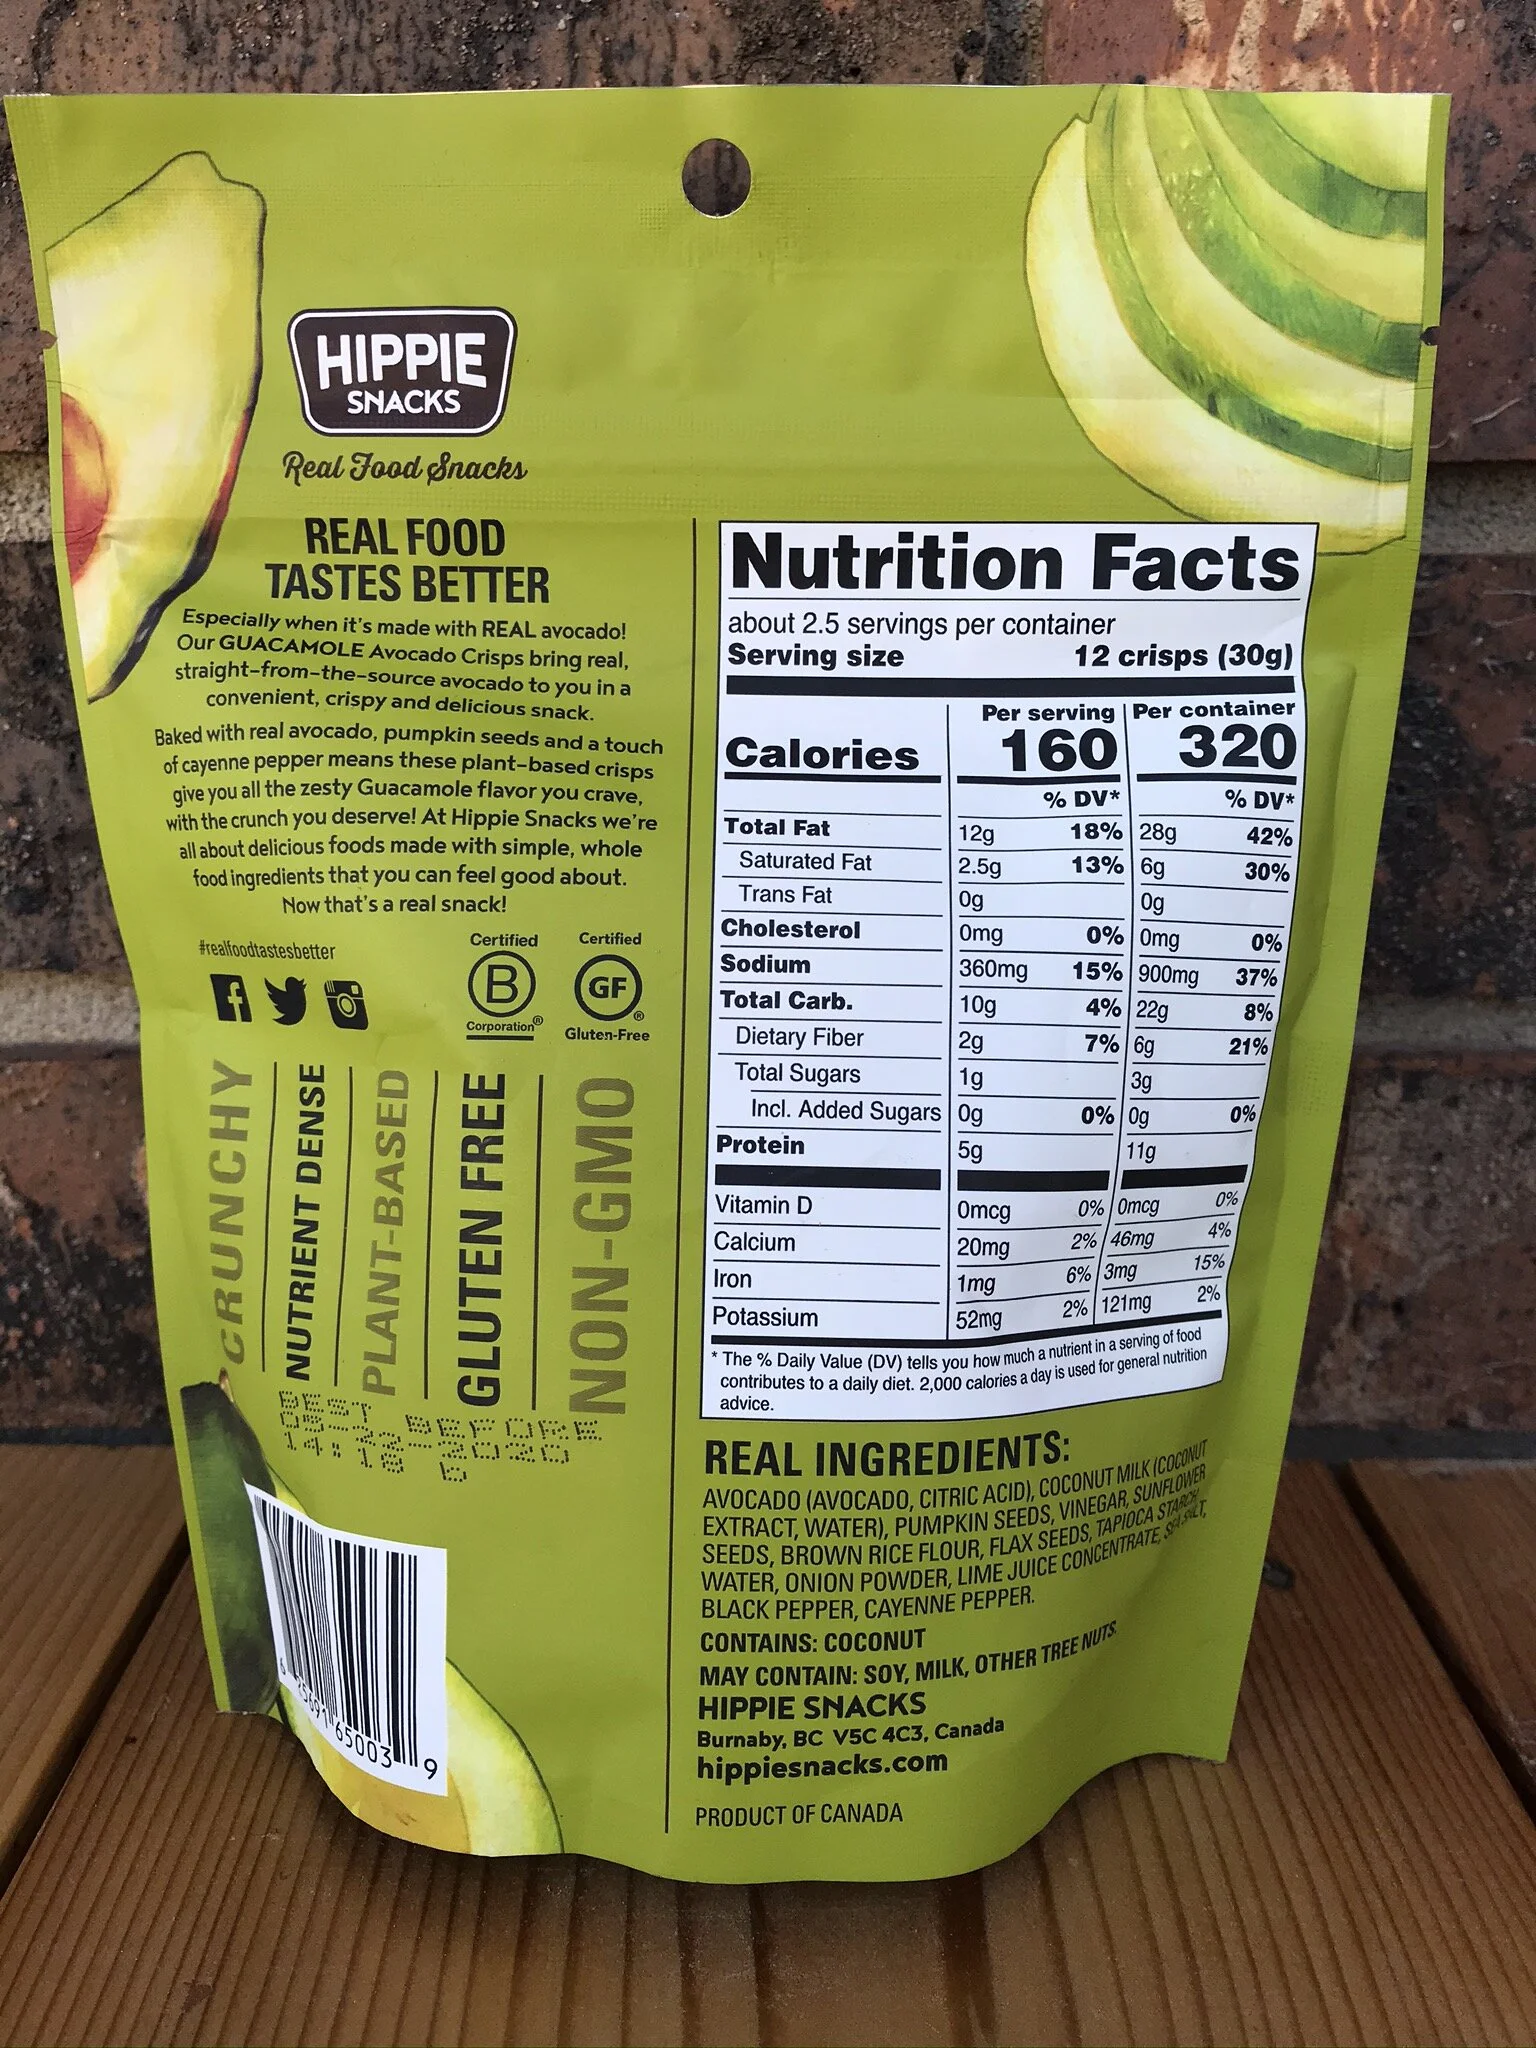 HIPPIE
SNACKS
Real Food Snacks
REAL FOOD
TASTES BETTER
Especially when it's made with REAL avocado!
Our GUACAMOLE Avocado Crisps bring real,
straight-from-the-source avocado to you in a
convenient, crispy and delicious snack.
Baked with real avocado, pumpkin seeds and a touch
of cayenne pepper means these plant-based crisps
give you all the zesty Guacamole flavor you crave,
with the crunch you deserve! At Hippie Snacks we're
all about delicious foods made with simple, whole
food ingredients that you can feel good about.
Now that's a real snack!
#realfoodtastesbetter
Certified
B
Corporation®
Certified
GF
®
Gluten-Free
CRUNCHY
NUTRIENT DENSE
PLANT-BASED
GLUTEN FREE
NON-GMO
BEST BEFORE
05-22-2020
14:18 6
65003 9
Nutrition Facts
about 2.5 servings per container
Serving size 12 crisps (30g)
Per serving Per container
Calories 160 320
% DV* % DV*
Total Fat 12g 18% 28g 42%
Saturated Fat 2.5g 13% 6g 30%
Trans Fat 0g 0g
Cholesterol 0mg 0% 0mg 0%
Sodium 360mg 15% 900mg 37%
Total Carb. 10g 4% 22g 8%
Dietary Fiber 2g 7% 6g 21%
Total Sugars 1g 3g
Incl. Added Sugars 0g 0% 0g 0%
Protein 5g 11g
Vitamin D 0mcg 0% 0mcg 0%
Calcium 20mg 2% 46mg 4%
Iron 1mg 6% 3mg 15%
Potassium 52mg 2% 121mg 2%
* The % Daily Value (DV) tells you how much a nutrient in a serving of food
contributes to a daily diet. 2,000 calories a day is used for general nutrition
advice.
REAL INGREDIENTS:
AVOCADO (AVOCADO, CITRIC ACID), COCONUT MILK (COCONUT
EXTRACT, WATER), PUMPKIN SEEDS, VINEGAR, SUNFLOWER
SEEDS, BROWN RICE FLOUR, FLAX SEEDS, TAPIOCA STARCH,
WATER, ONION POWDER, LIME JUICE CONCENTRATE, SEA SALT,
BLACK PEPPER, CAYENNE PEPPER.
CONTAINS: COCONUT
MAY CONTAIN: SOY, MILK, OTHER TREE NUTS.
HIPPIE SNACKS
Burnaby, BC V5C 4C3, Canada
hippiesnacks.com
PRODUCT OF CANADA